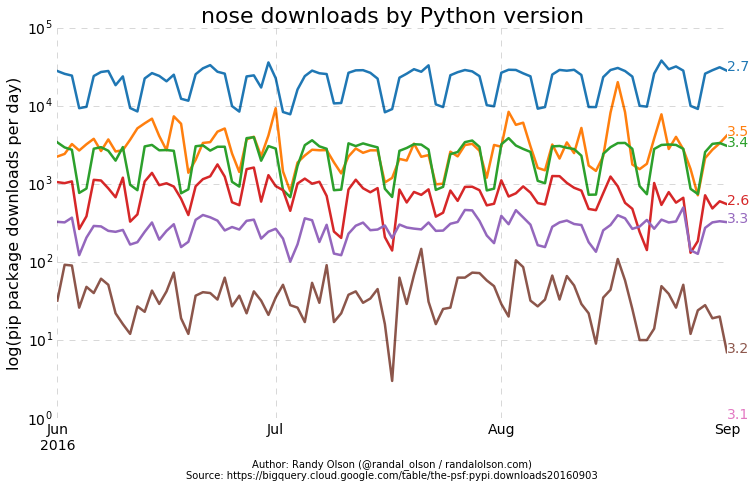 nose downloads by Python version
log(pip package downloads per day)
10^5
10^4
10^3
10^2
10^1
10^0
2.7
3.5
3.4
2.6
3.3
3.2
3.1
Jun
2016
Jul
Aug
Sep
Author: Randy Olson (@randal_olson / randalolson.com)
Source: https://bigquery.cloud.google.com/table/the-psf:pypi.downloads20160903